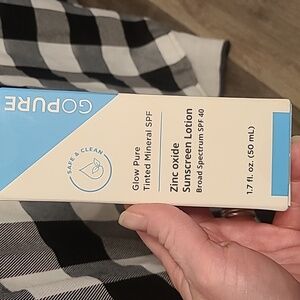 GOPURE
SAFE & CLEAN
Glow Pure
Tinted Mineral SPF
Zinc oxide
Sunscreen Lotion
Broad Spectrum SPF 40
1.7 fl. oz. (50 mL)